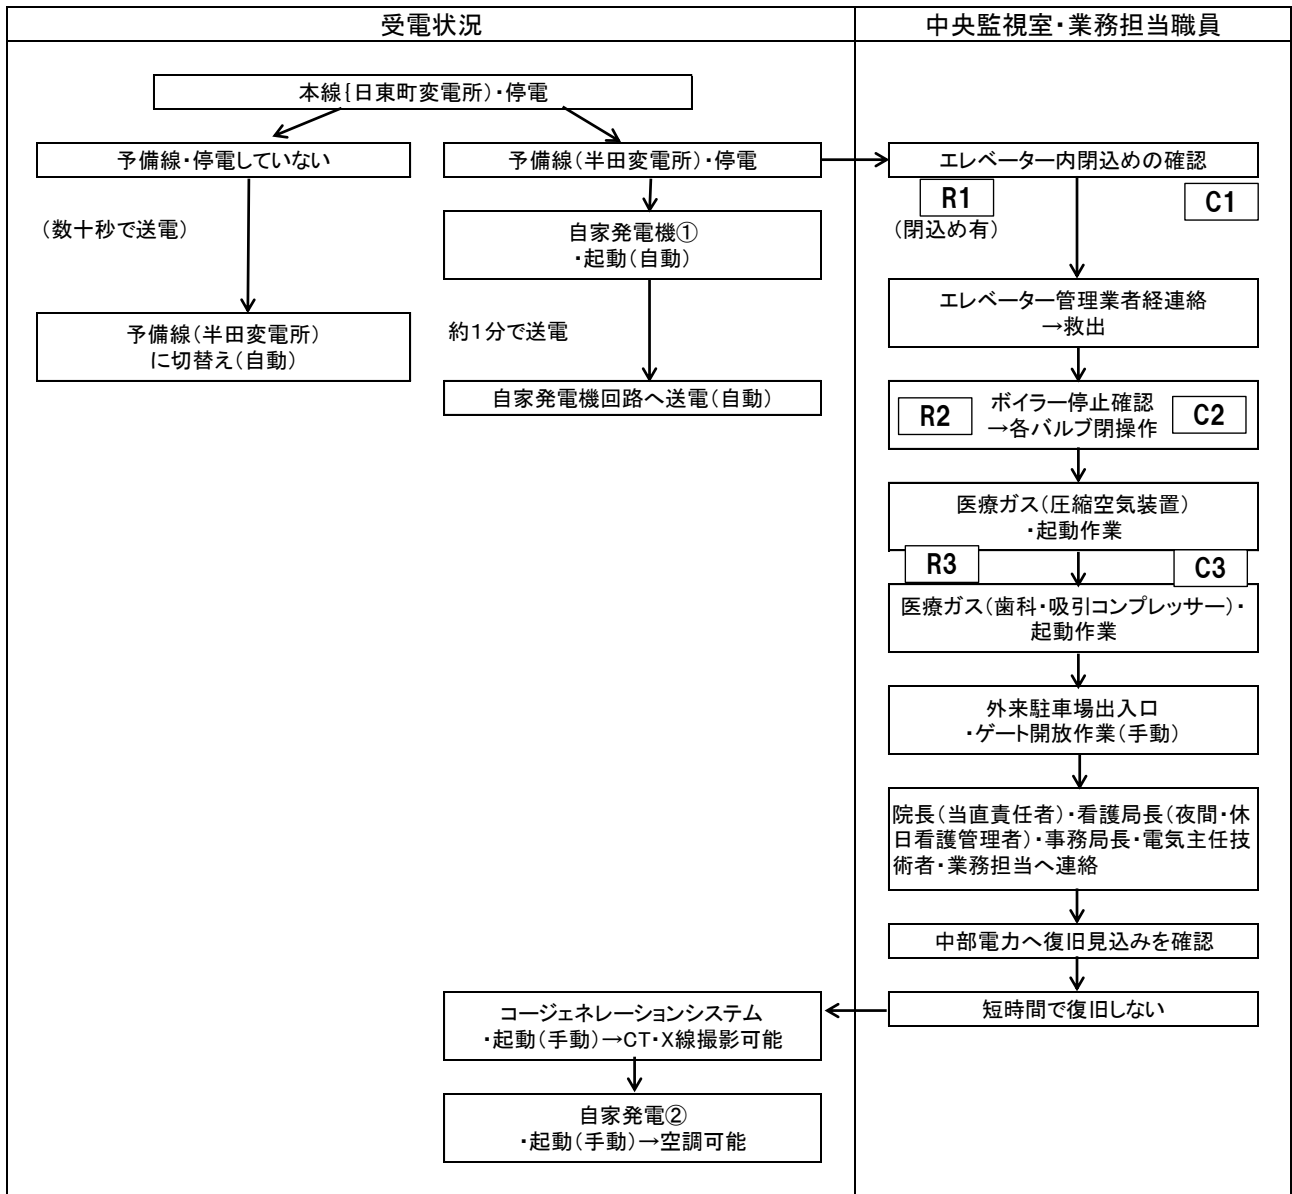 受電状況
中央監視室・業務担当職員
本線{日東町変電所)・停電
予備線・停電していない
予備線(半田変電所)・停電
エレベーター内閉込めの確認
R1
C1
(数十秒で送電)
自家発電機①
・起動(自動)
(閉込め有)
予備線(半田変電所)
に切替え(自動)
約1分で送電
エレベーター管理業者経連絡
→救出
自家発電機回路へ送電(自動)
R2
ボイラー停止確認
→各バルブ閉操作
C2
医療ガス(圧縮空気装置)
・起動作業
R3
C3
医療ガス(歯科・吸引コンプレッサー)・
起動作業
外来駐車場出入口
・ゲート開放作業(手動)
院長(当直責任者)・看護局長(夜間・休
日看護管理者)・事務局長・電気主任技
術者・業務担当へ連絡
中部電力へ復旧見込みを確認
コージェネレーションシステム
・起動(手動)→CT・X線撮影可能
短時間で復旧しない
自家発電②
・起動(手動)→空調可能